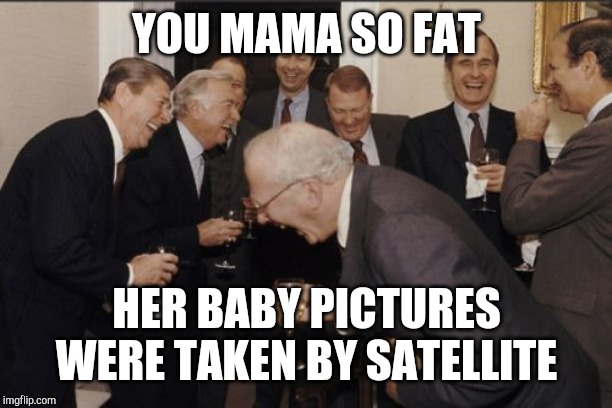 YOU MAMA SO FAT
HER BABY PICTURES
WERE TAKEN BY SATELLITE
imgflip.com